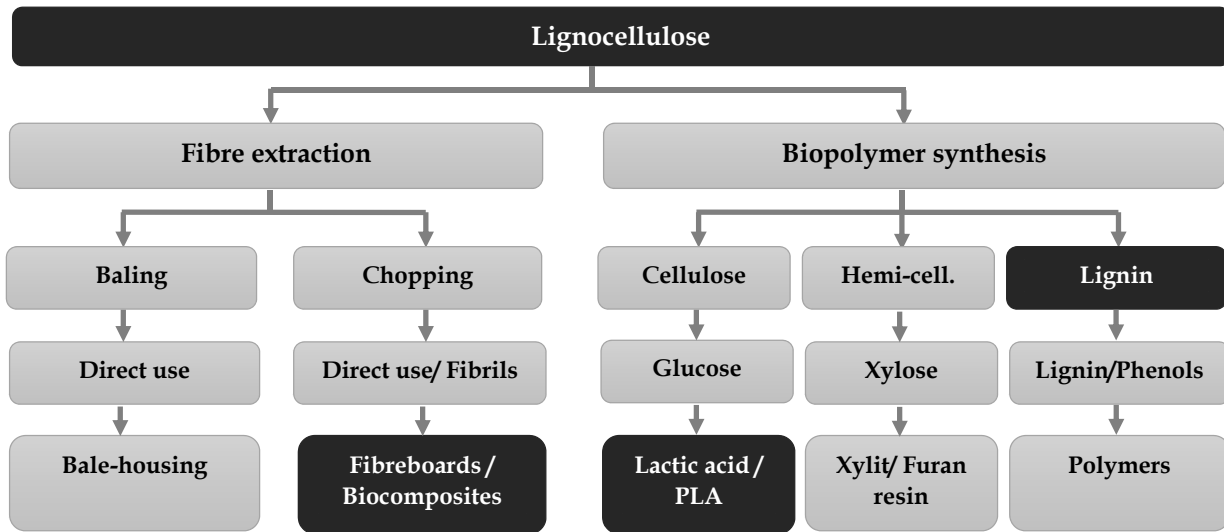 Lignocellulose
Fibre extraction
Biopolymer synthesis
Baling
Chopping
Cellulose
Hemi-cell.
Lignin
Direct use
Direct use/ Fibrils
Glucose
Xylose
Lignin/Phenols
Bale-housing
Fibreboards /
Biocomposites
Lactic acid /
PLA
Xylit/ Furan
resin
Polymers